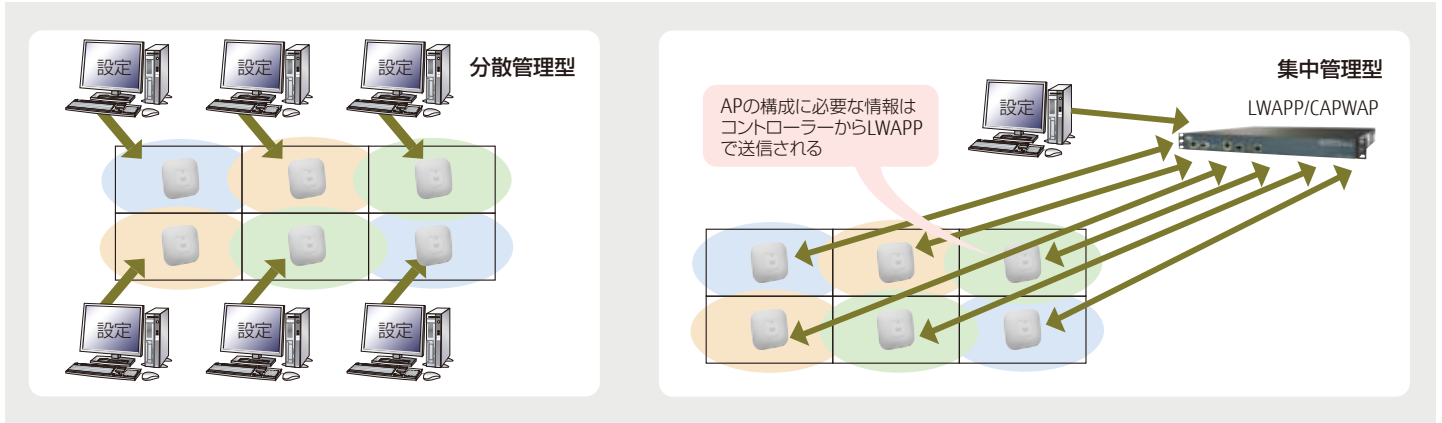 設定
設定
設定
分散管理型
設定
設定
設定
集中管理型
LWAPP/CAPWAP
設定
APの構成に必要な情報は
コントローラーからLWAPP
で送信される